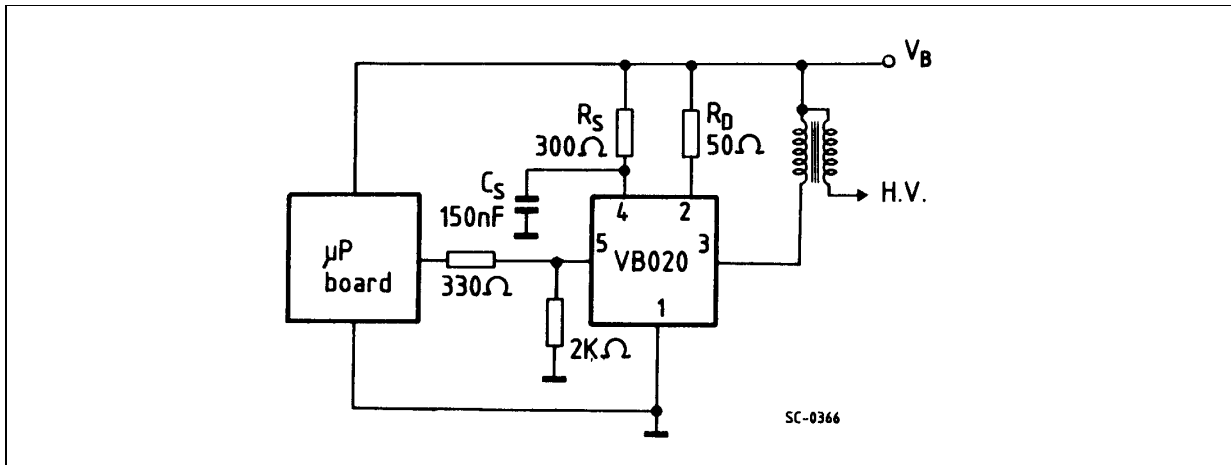 V_B
R_S
300Ω
R_D
50Ω
C_S
150nF
H.V.
4
2
5
3
VB020
1
µP
board
330Ω
2KΩ
SC-0366